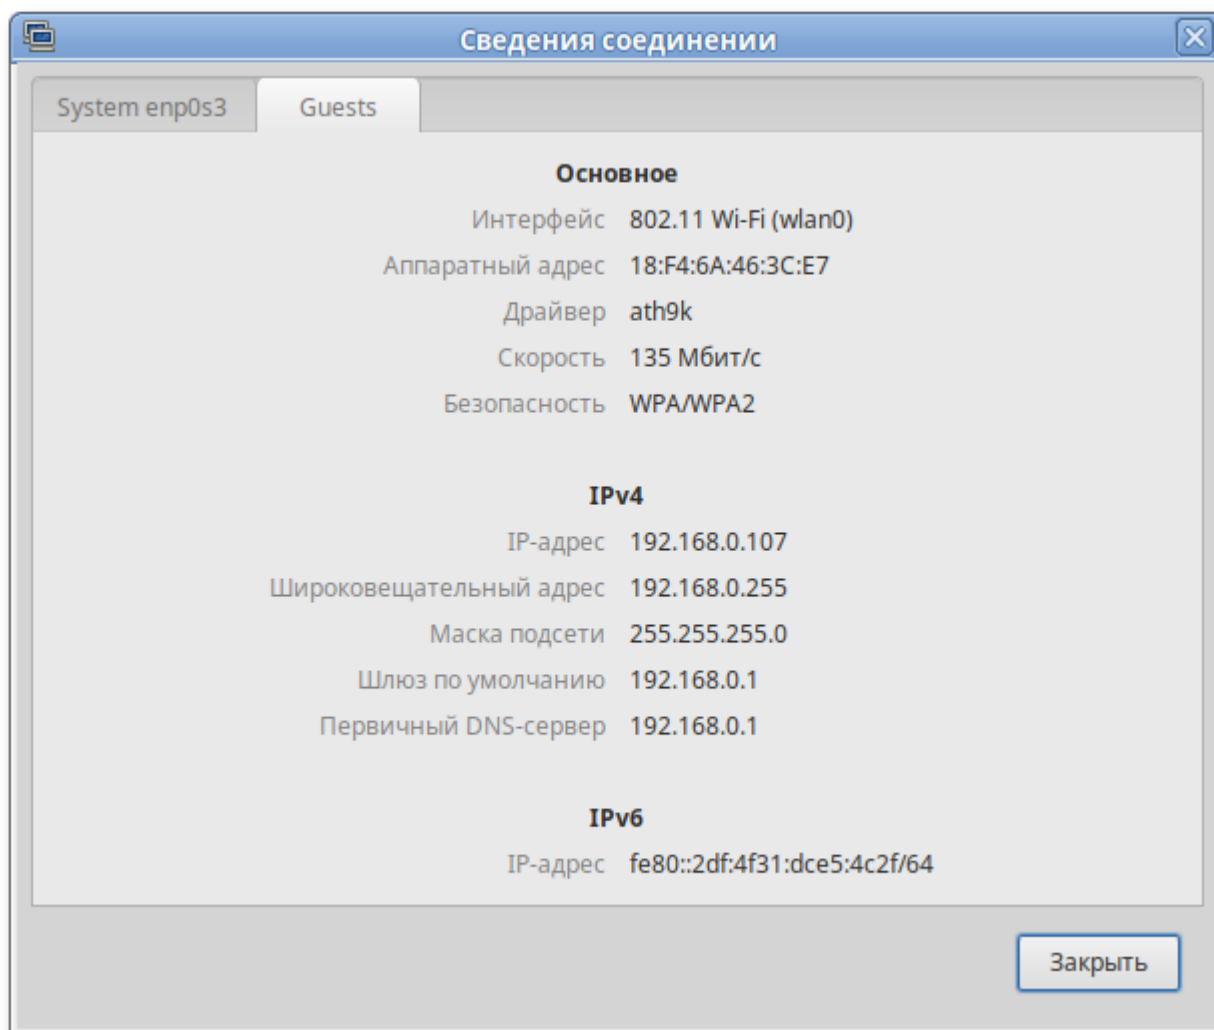 Сведения соединении
System enp0s3 Guests
Основное
Интерфейс 802.11 Wi-Fi (wlan0)
Аппаратный адрес 18:F4:6A:46:3C:E7
Драйвер ath9k
Скорость 135 Мбит/с
Безопасность WPA/WPA2
IPv4
IP-адрес 192.168.0.107
Широковещательный адрес 192.168.0.255
Маска подсети 255.255.255.0
Шлюз по умолчанию 192.168.0.1
Первичный DNS-сервер 192.168.0.1
IPv6
IP-адрес fe80::2df:4f31:dce5:4c2f/64
Закрыть